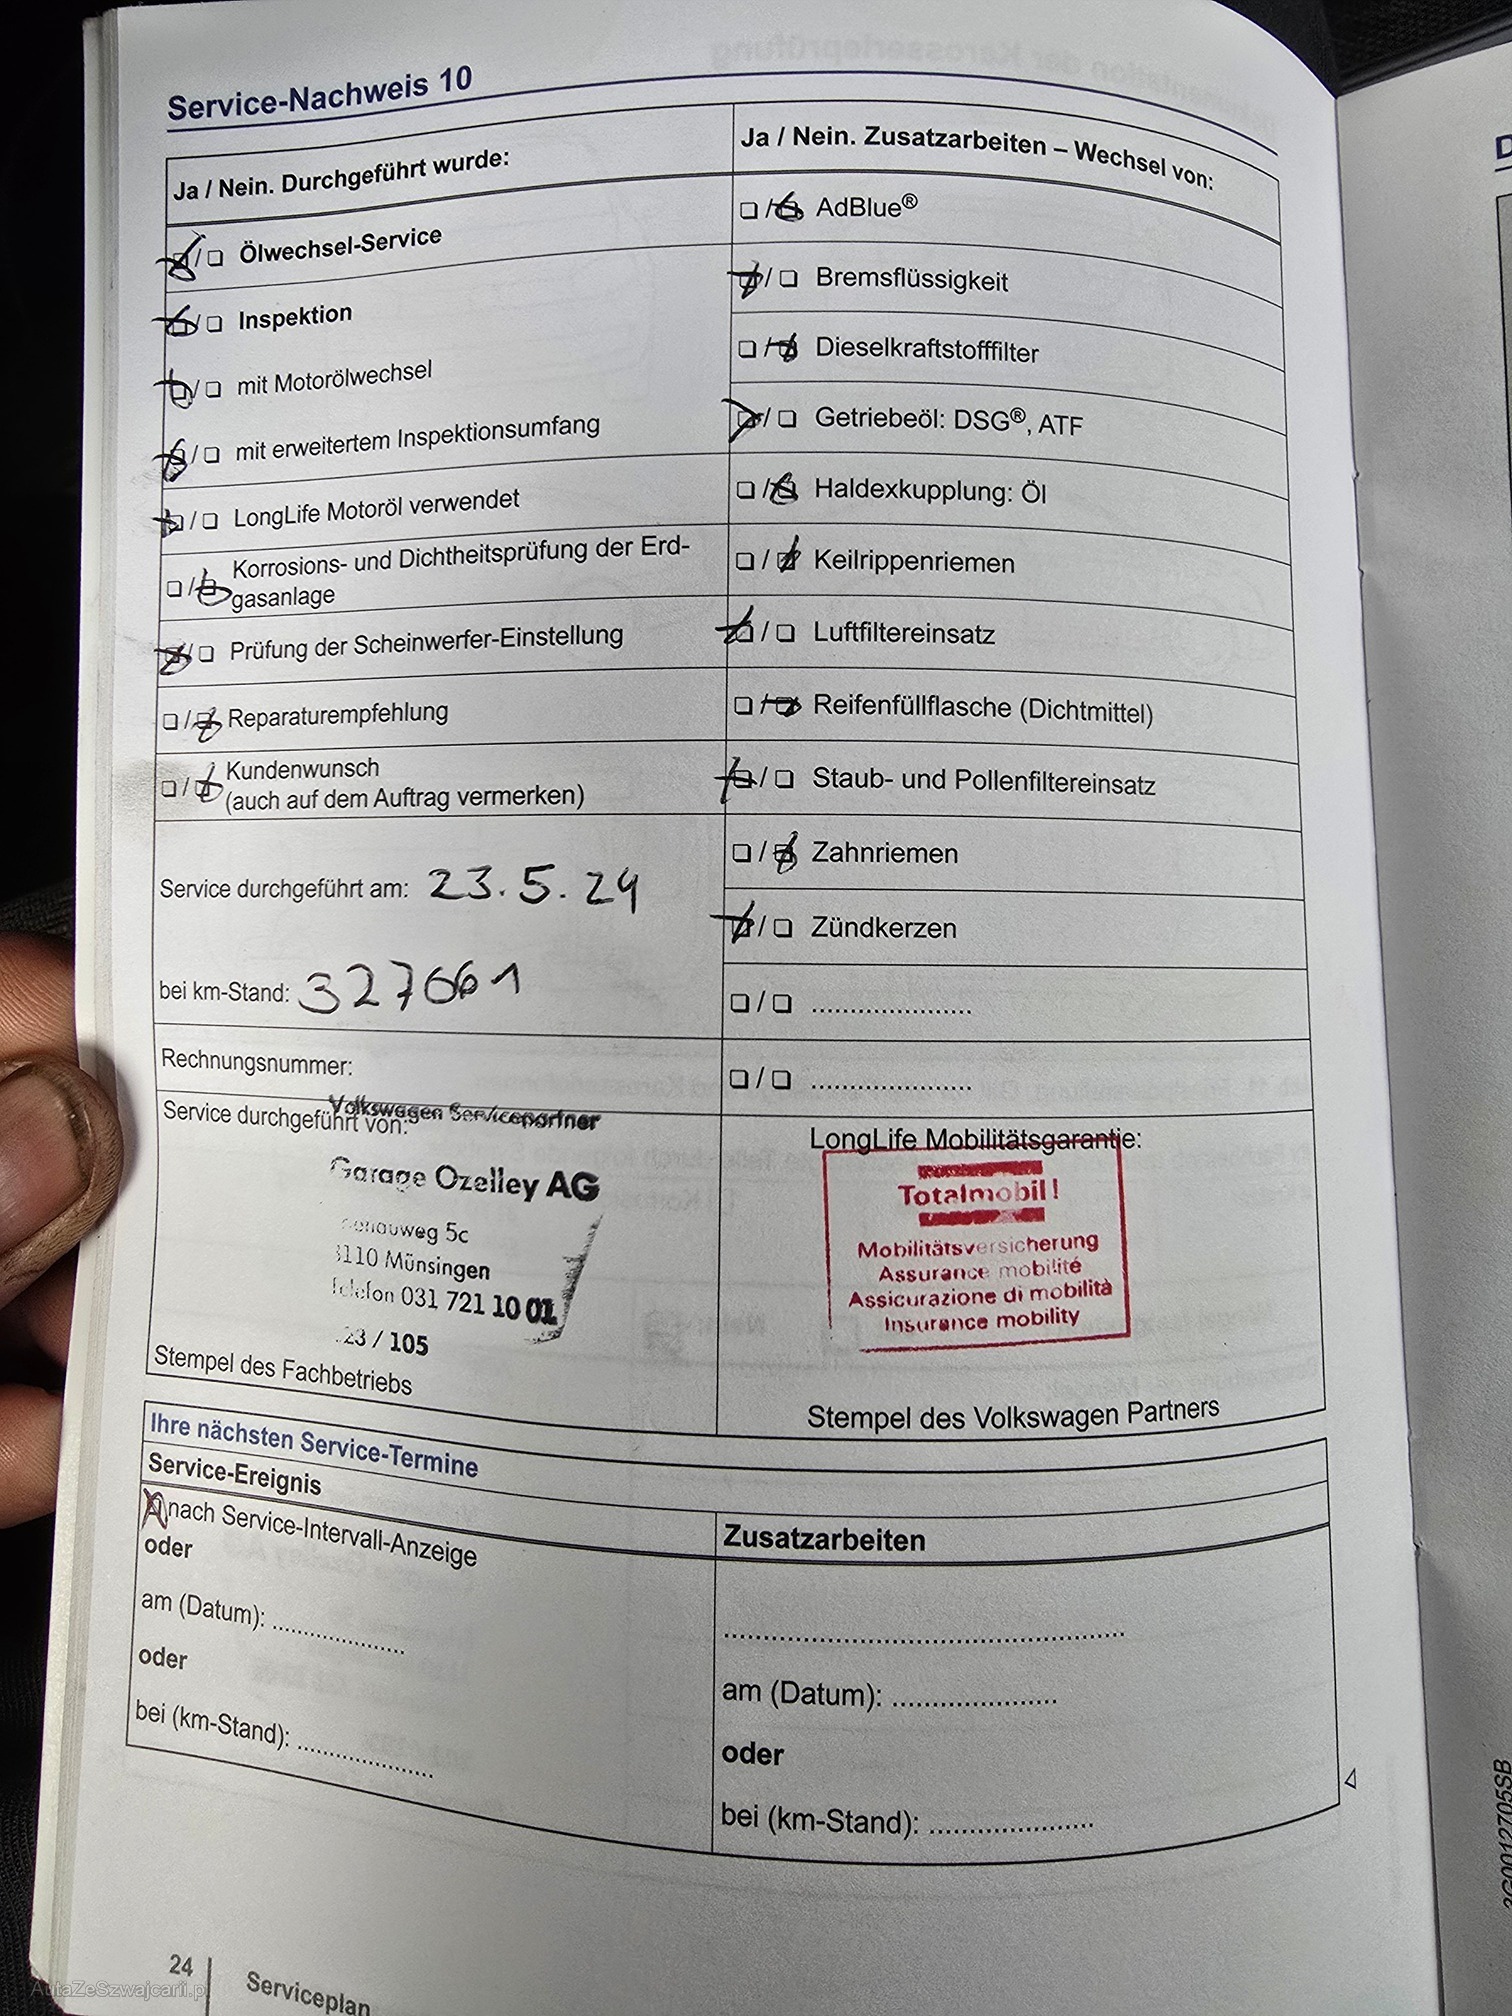 Service-Nachweis 10
Ja / Nein. Durchgeführt wurde:
Ölwechsel-Service
Inspektion
mit Motorölwechsel
mit erweitertem Inspektionsumfang
LongLife Motoröl verwendet
Korrosions- und Dichtheitsprüfung der Erd-
gasanlage
Prüfung der Scheinwerfer-Einstellung
Reparaturempfehlung
Kundenwunsch
(auch auf dem Auftrag vermerken)
Service durchgeführt am: 23.5.24
bei km-Stand: 327661
Rechnungsnummer:
Service durchgeführt von:
Volkswagen Servicepartner
Garage Ozelley AG
5c
3110 Münsingen
Telefon 031 721 10 01
23 / 105
Stempel des Fachbetriebs
Ja / Nein. Zusatzarbeiten – Wechsel von:
AdBlue®
Bremsflüssigkeit
Dieselkraftstofffilter
Getriebeöl: DSG®, ATF
Haldexkupplung: Öl
Keilrippenriemen
Luftfiltereinsatz
Reifenfüllflasche (Dichtmittel)
Staub- und Pollenfiltereinsatz
Zahnriemen
Zündkerzen
LongLife Mobilitätsgarantie:
Totalmobil!
Mobilitätsversicherung
Assurance mobilité
Assicurazione di mobilità
Insurance mobility
Stempel des Volkswagen Partners
Ihre nächsten Service-Termine
Service-Ereignis
nach Service-Intervall-Anzeige
oder
am (Datum): ....................
oder
bei (km-Stand): ....................
Zusatzarbeiten
am (Datum): ....................
oder
bei (km-Stand): ....................
24
Serviceplan
3G0012705SB
AutaZeSzwajcarii.pl